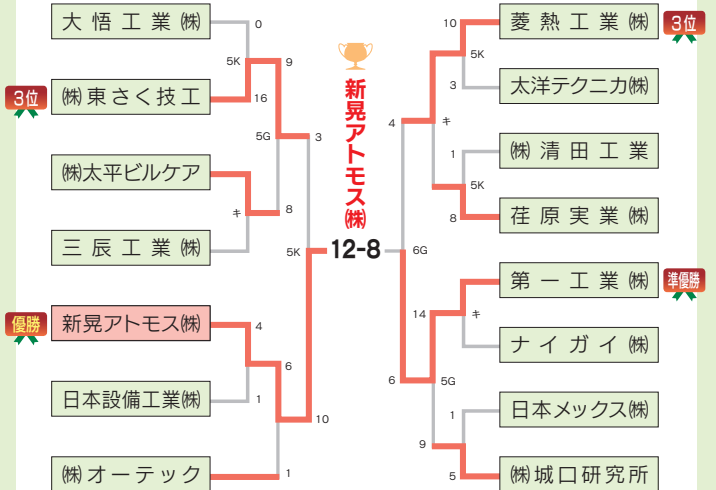 大悟工業㈱
0
5K
9
3位
㈱東さく技工
16
5G
3
㈱太平ビルケア
キ
8
三辰工業㈱
5K
優勝
新晃アトモス㈱
4
6
日本設備工業㈱
1
10
㈱オーテック
1
新晃アトモス㈱
12-8
10
菱熱工業㈱
3位
5K
3
太洋テクニカ㈱
4
キ
1
㈱清田工業
5K
8
荏原実業㈱
6G
第一工業㈱
準優勝
14
キ
ナイガイ㈱
6
5G
1
日本メックス㈱
9
5
㈱城口研究所